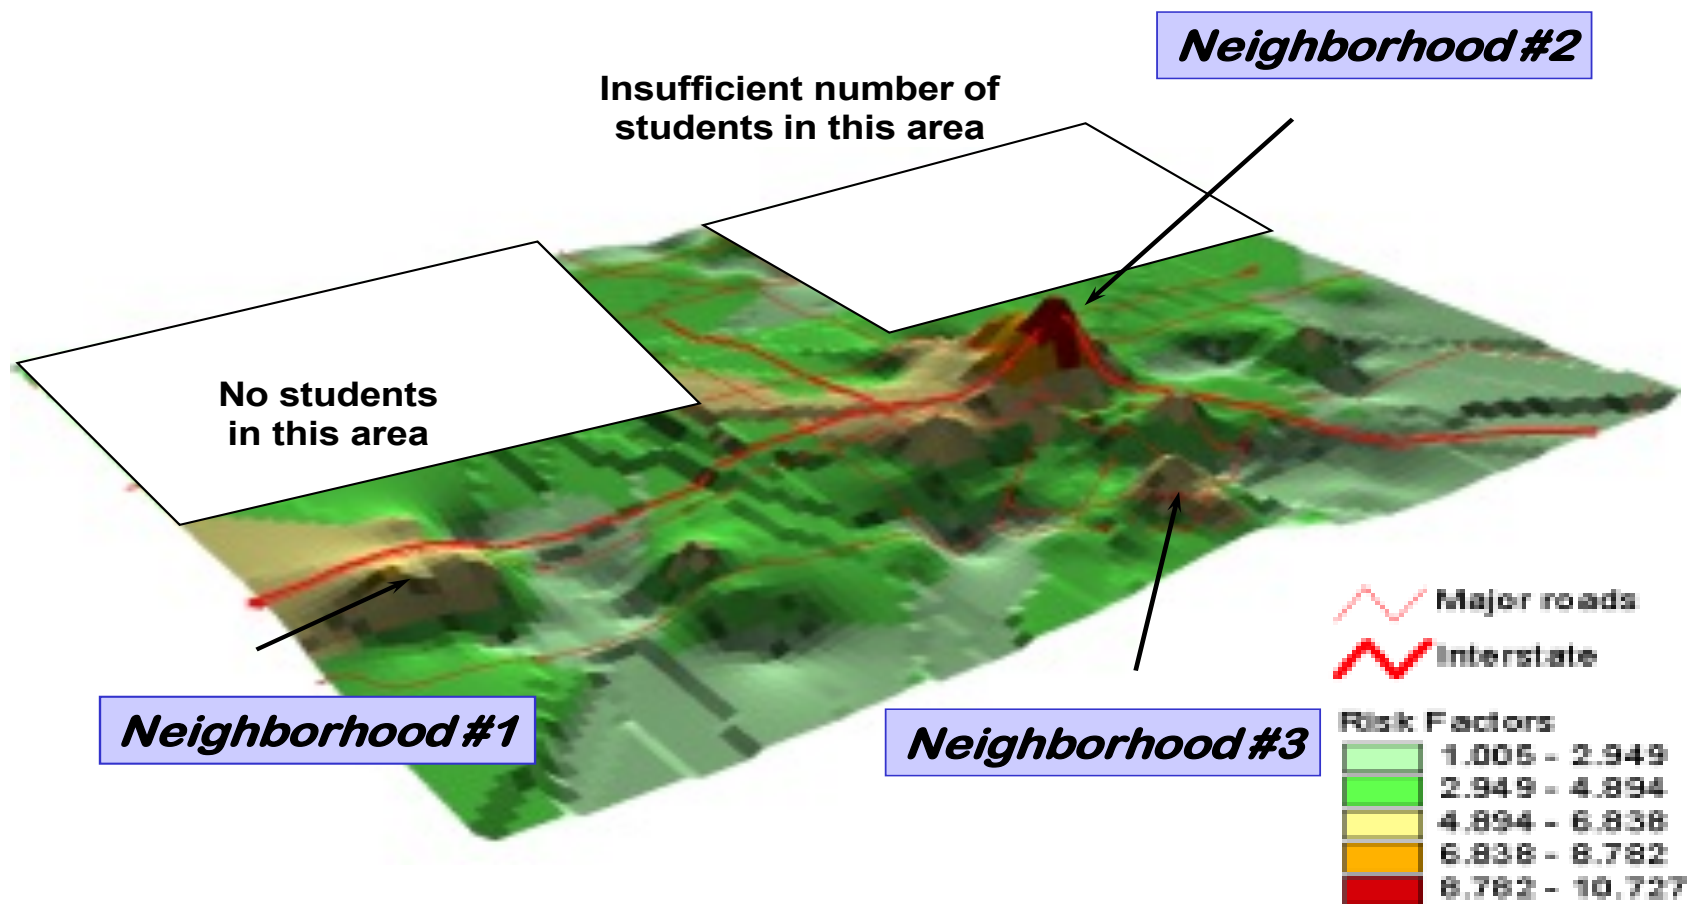 Neighborhood #2
Insufficient number of
students in this area
No students
in this area
Neighborhood #1
Neighborhood #3
Major roads
Interstate
Risk Factors
1.005 - 2.949
2.949 - 4.894
4.894 - 6.838
6.838 - 8.782
8.782 - 10.727